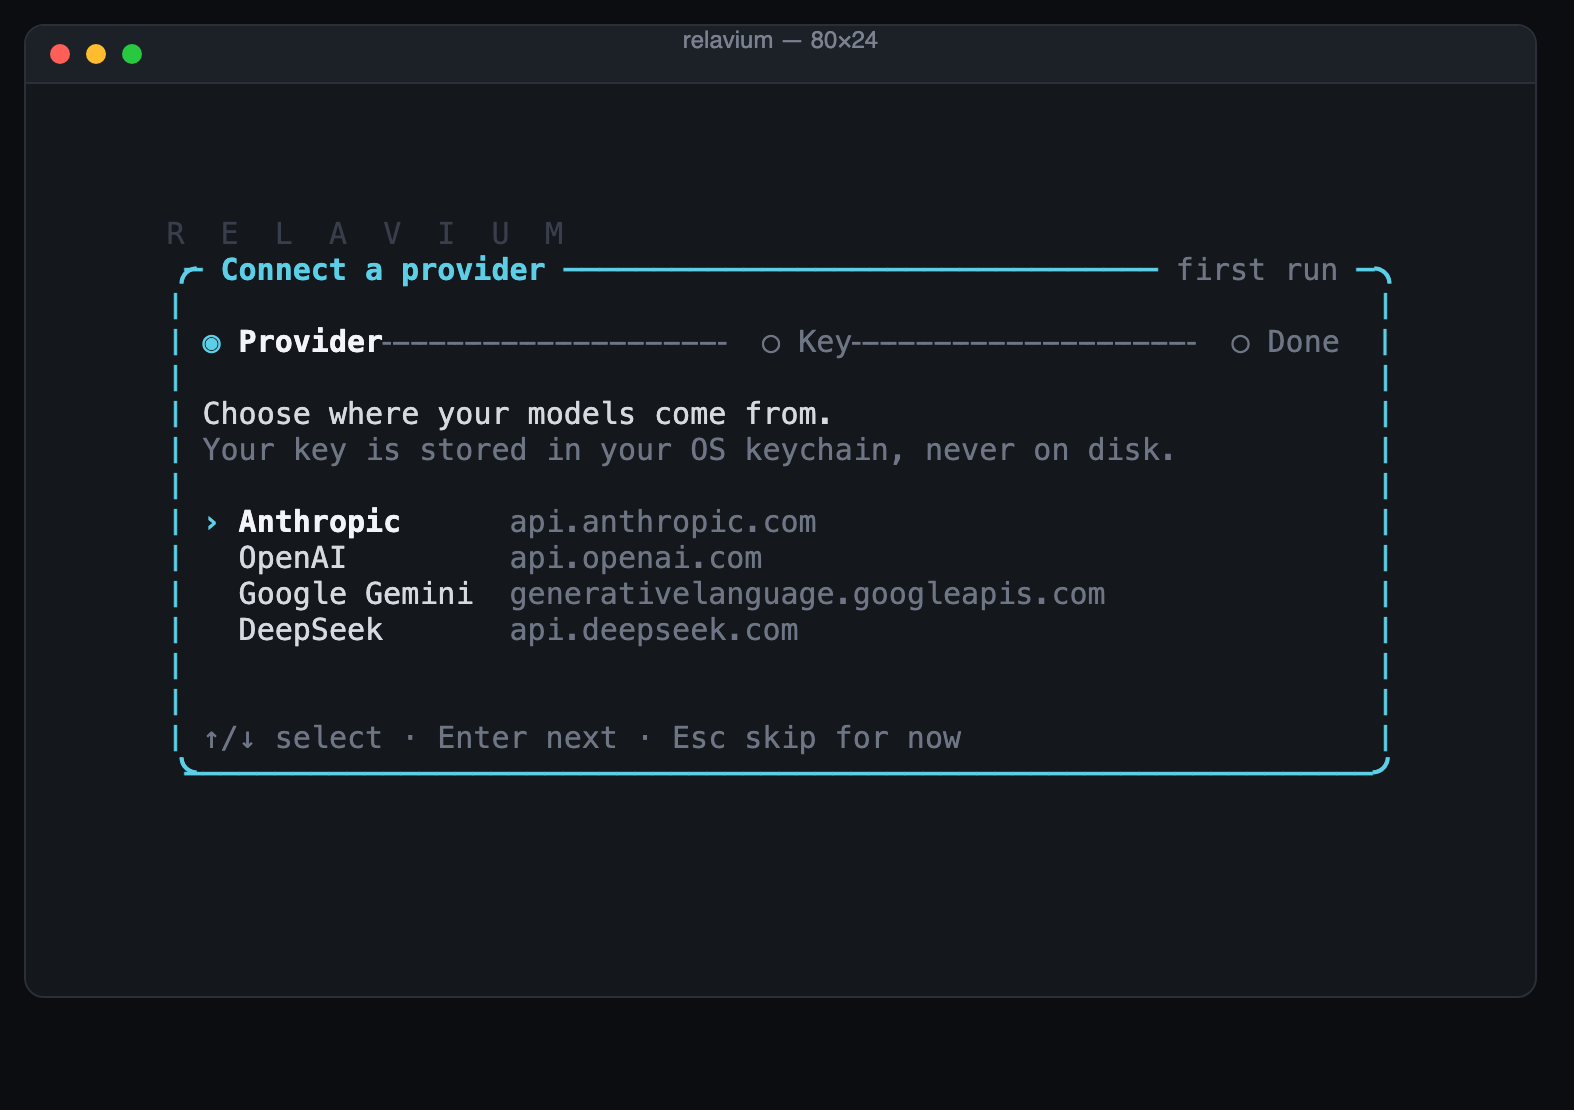 relavium — 80×24
R E L A V I U M
Connect a provider first run
◉ Provider ○ Key ○ Done
Choose where your models come from.
Your key is stored in your OS keychain, never on disk.
› Anthropic api.anthropic.com
OpenAI api.openai.com
Google Gemini generativelanguage.googleapis.com
DeepSeek api.deepseek.com
↑/↓ select · Enter next · Esc skip for now